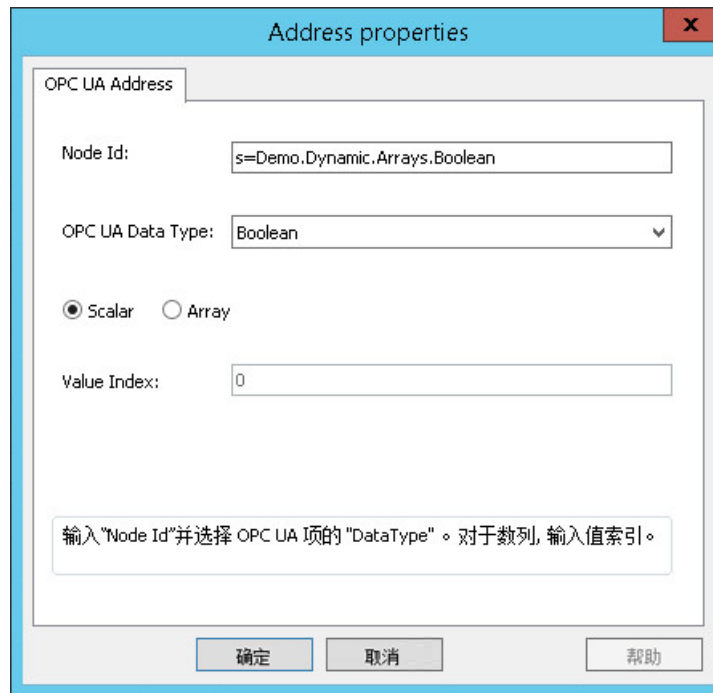 Address properties
x
OPC UA Address
Node Id:
s=Demo.Dynamic.Arrays.Boolean
OPC UA Data Type:
Boolean
Scalar
Array
Value Index:
0
输入"Node Id"并选择 OPC UA 项的 "DataType" 。对于数列, 输入值索引。
确定
取消
帮助